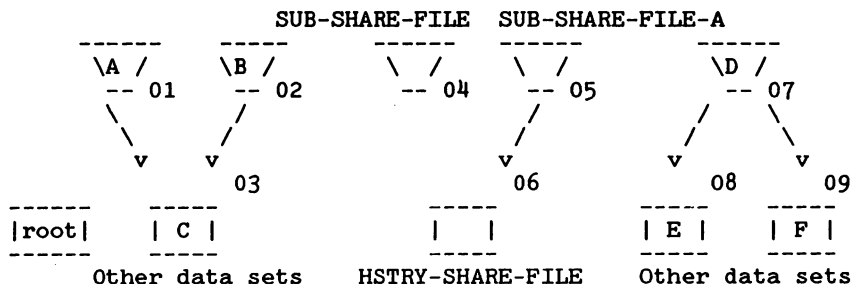 SUB-SHARE-FILE SUB-SHARE-FILE-A
------ ----- ----- ----- -----
\A / \B / \ / \ / \D /
-- 01 -- 02 -- 04 -- 05 -- 07
\ / / / \
\ / / / \
v v v v v
03 06 08 09
------ ----- ----- ----- -----
|root| | C | | | | E | | F |
------ ----- ----- ----- -----
Other data sets HSTRY-SHARE-FILE Other data sets